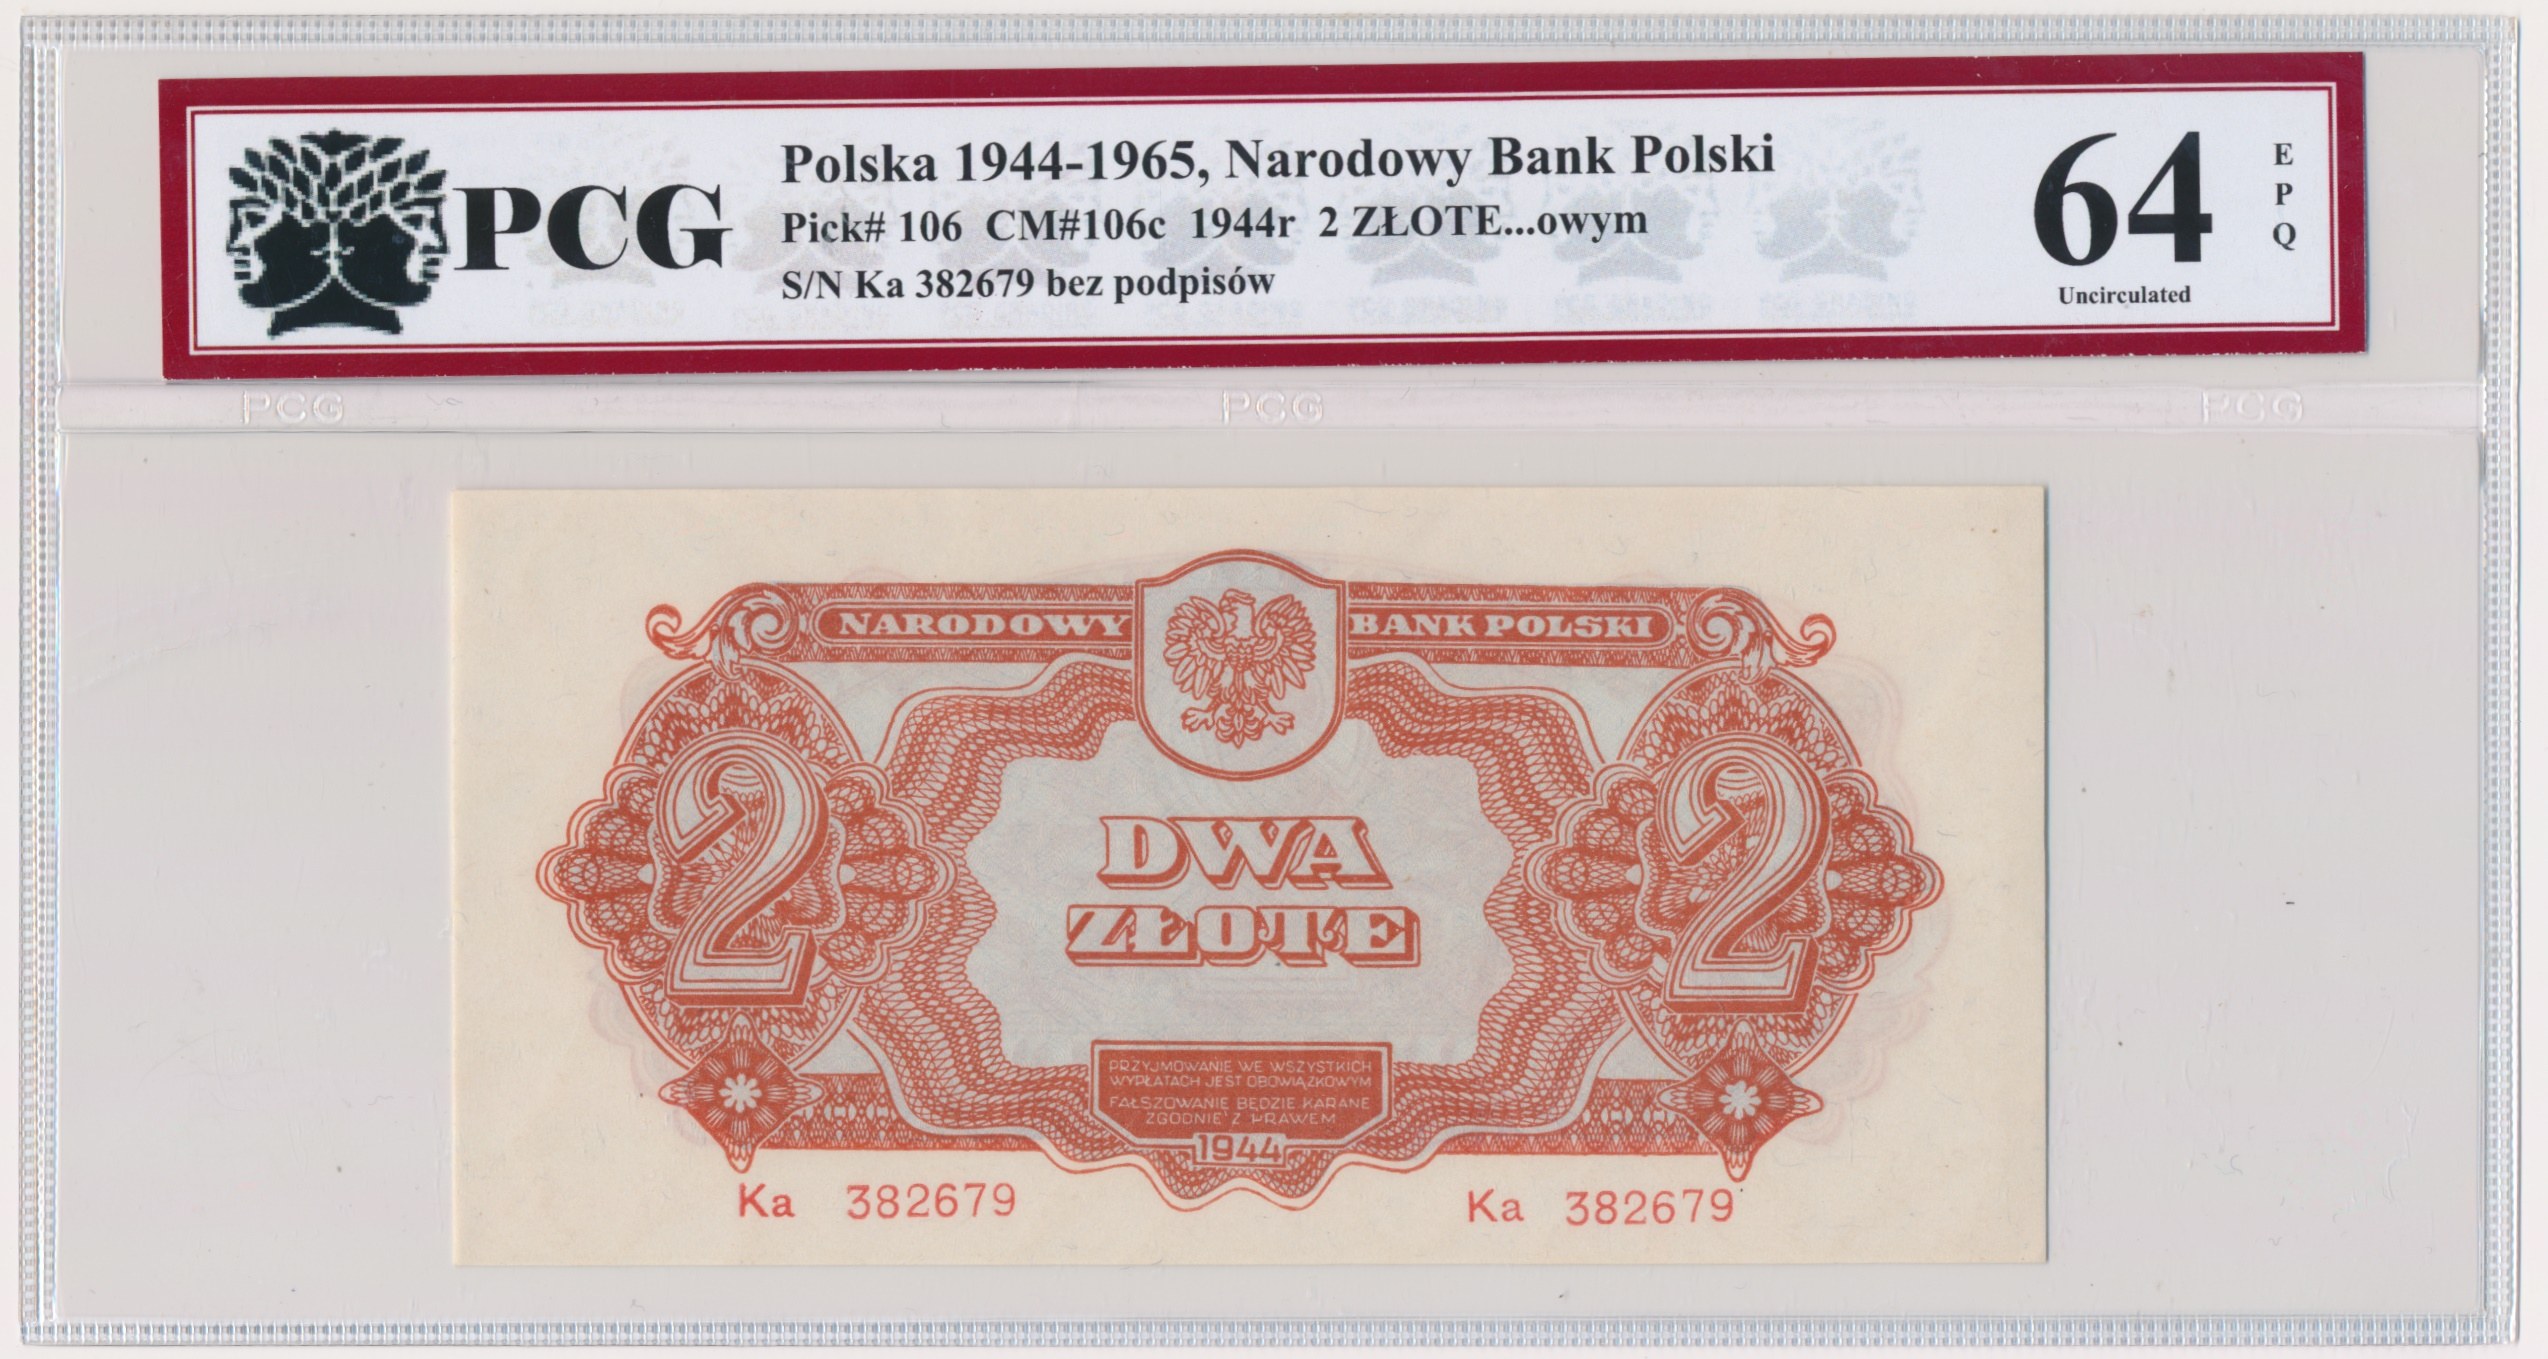 PCG
Polska 1944-1965, Narodowy Bank Polski
Pick# 106 CM#106c 1944r 2 ZŁOTE...owym
S/N Ka 382679 bez podpisów
64
Uncirculated
EPQ
PCG PCG PCG
NARODOWY BANK POLSKI
2 2
DWA
ZŁOTE
PRZYJMOWANIE WE WSZYSTKICH
WYPŁATACH JEST OBOWIĄZKOWYM
FAŁSZOWANIE BĘDZIE KARANE
ZGODNIE Z PRAWEM
1944
Ka 382679 Ka 382679